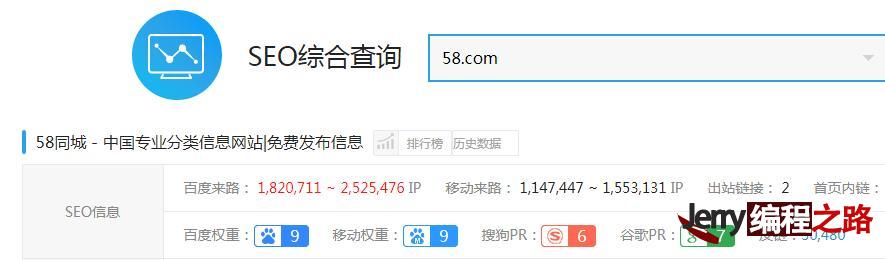 SEO综合查询
58.com
58同城 - 中国专业分类信息网站|免费发布信息 排行榜 历史数据
SEO信息
百度来路： 1,820,711 ~ 2,525,476 IP 移动来路： 1,147,447 ~ 1,553,131 IP 出站链接： 2 首页内链：
百度权重： 9 移动权重： 9 搜狗PR： S 6 谷歌PR： g 7
Jerry编程之路